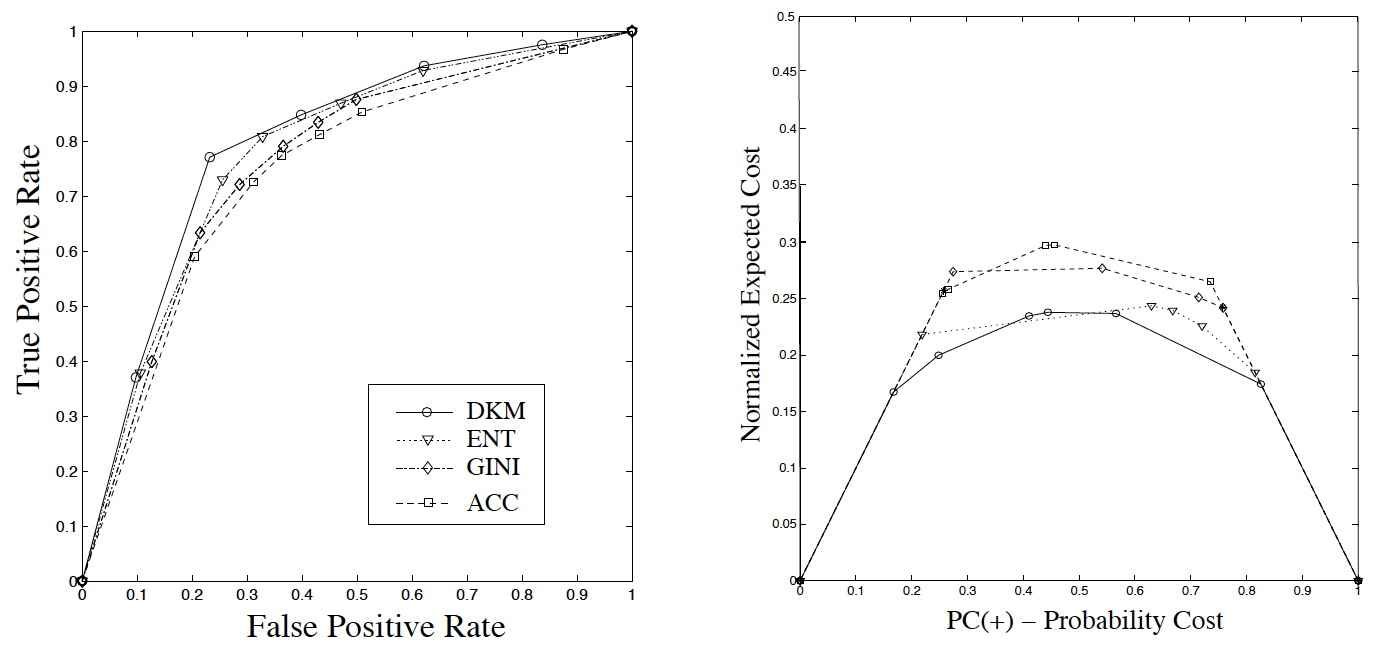 1
0.9
0.8
0.7
0.6
0.5
0.4
0.3
0.2
0.1
0
0 0.1 0.2 0.3 0.4 0.5 0.6 0.7 0.8 0.9 1
True Positive Rate
False Positive Rate
DKM
ENT
GINI
ACC
0.5
0.45
0.4
0.35
0.3
0.25
0.2
0.15
0.1
0.05
0
0 0.1 0.2 0.3 0.4 0.5 0.6 0.7 0.8 0.9 1
Normalized Expected Cost
PC(+) – Probability Cost